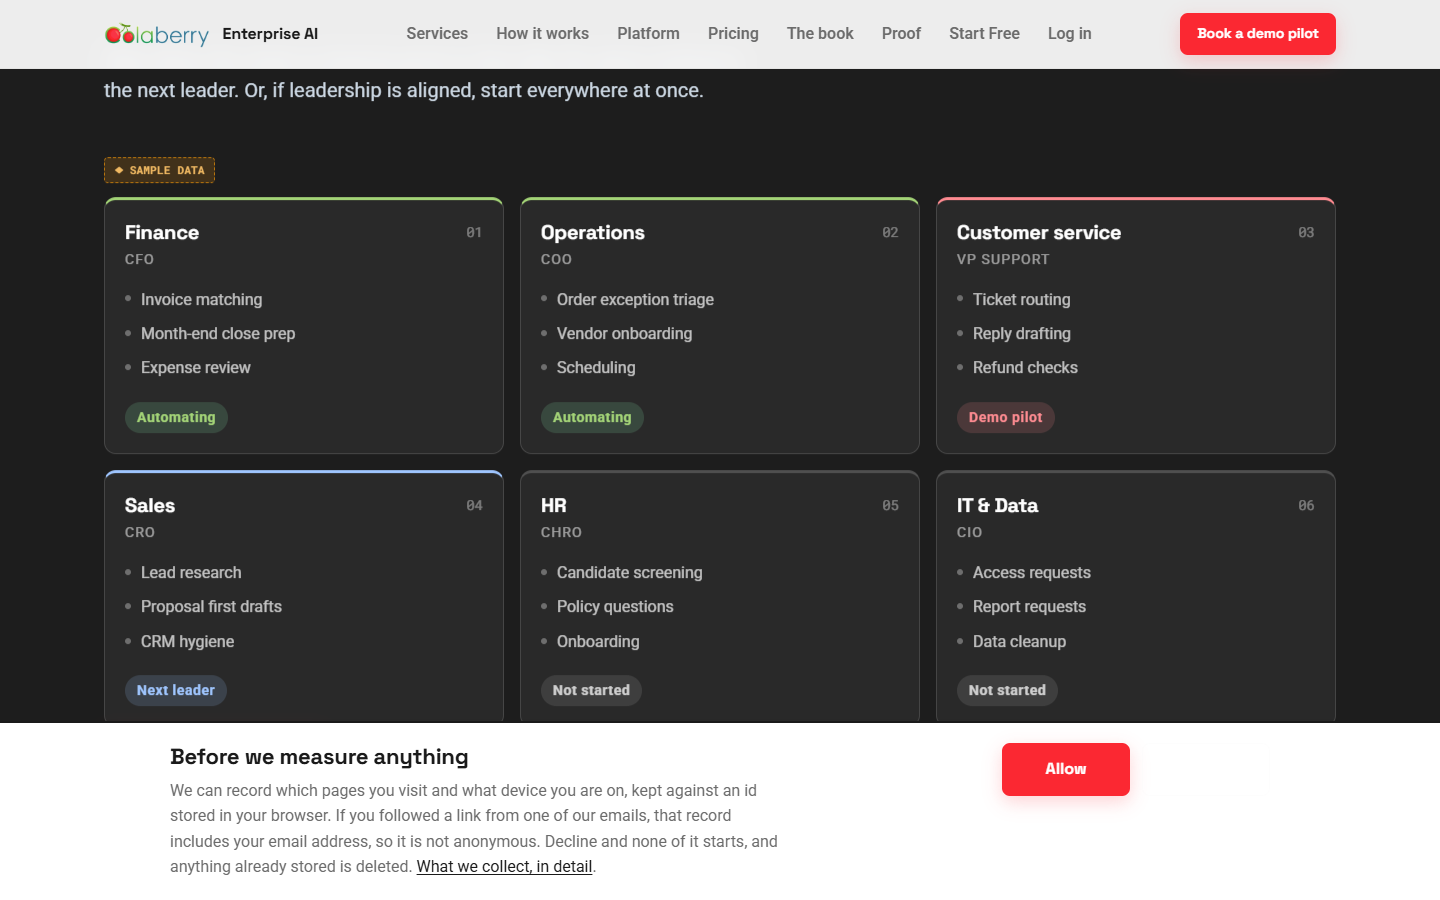 olaberry Enterprise AI
Services How it works Platform Pricing The book Proof Start Free Log in
Book a demo pilot
the next leader. Or, if leadership is aligned, start everywhere at once.
SAMPLE DATA
Finance 01
CFO
Invoice matching
Month-end close prep
Expense review
Automating
Operations 02
COO
Order exception triage
Vendor onboarding
Scheduling
Automating
Customer service 03
VP SUPPORT
Ticket routing
Reply drafting
Refund checks
Demo pilot
Sales 04
CRO
Lead research
Proposal first drafts
CRM hygiene
Next leader
HR 05
CHRO
Candidate screening
Policy questions
Onboarding
Not started
IT & Data 06
CIO
Access requests
Report requests
Data cleanup
Not started
Before we measure anything
We can record which pages you visit and what device you are on, kept against an id
stored in your browser. If you followed a link from one of our emails, that record
includes your email address, so it is not anonymous. Decline and none of it starts, and
anything already stored is deleted. What we collect, in detail.
Allow